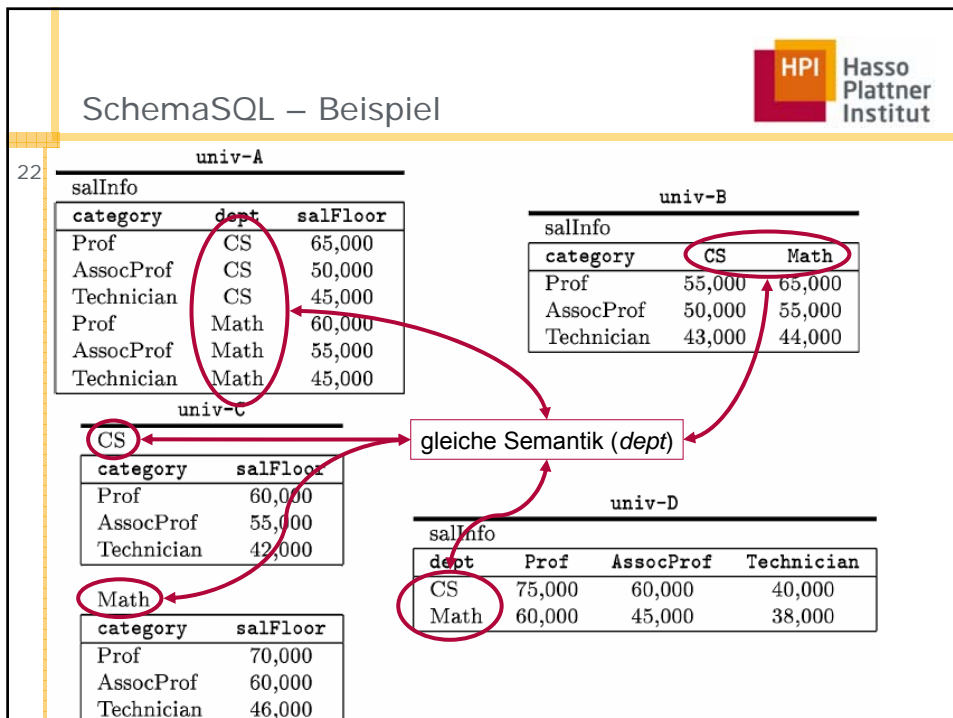 HPI Hasso
Plattner
Institut
SchemaSQL – Beispiel
22
univ-A
salInfo
category dept salFloor
Prof CS 65,000
AssocProf CS 50,000
Technician CS 45,000
Prof Math 60,000
AssocProf Math 55,000
Technician Math 45,000
univ-B
salInfo
category CS Math
Prof 55,000 65,000
AssocProf 50,000 55,000
Technician 43,000 44,000
univ-C
CS
category salFloor
Prof 60,000
AssocProf 55,000
Technician 42,000
Math
category salFloor
Prof 70,000
AssocProf 60,000
Technician 46,000
gleiche Semantik (dept)
univ-D
salInfo
dept Prof AssocProf Technician
CS 75,000 60,000 40,000
Math 60,000 45,000 38,000